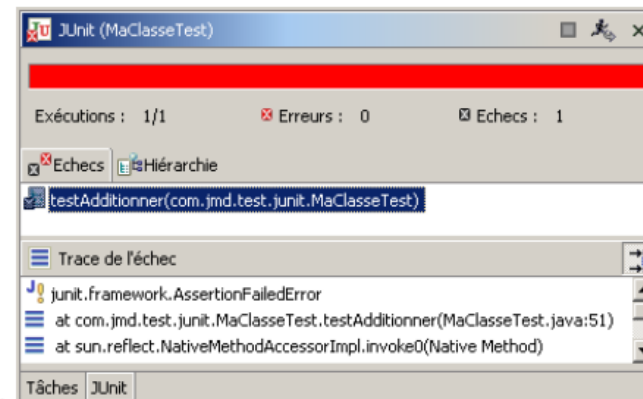 JUnit (MaClasseTest)
Exécutions : 1/1 Erreurs : 0 Echecs : 1
Echecs Hiérarchie
testAdditionner(com.jmd.test.junit.MaClasseTest)
Trace de l'échec
junit.framework.AssertionFailedError
at com.jmd.test.junit.MaClasseTest.testAdditionner(MaClasseTest.java:51)
at sun.reflect.NativeMethodAccessorImpl.invoke0(Native Method)
Tâches JUnit